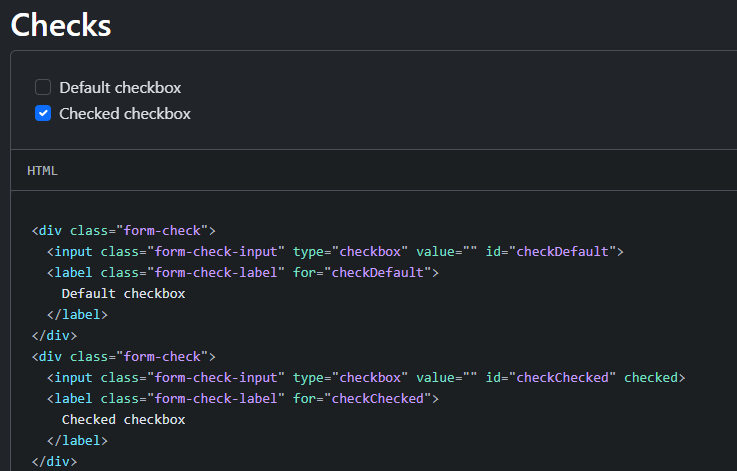 Checks
Default checkbox
Checked checkbox
HTML
<div class="form-check">
  <input class="form-check-input" type="checkbox" value="" id="checkDefault">
  <label class="form-check-label" for="checkDefault">
    Default checkbox
  </label>
</div>
<div class="form-check">
  <input class="form-check-input" type="checkbox" value="" id="checkChecked" checked>
  <label class="form-check-label" for="checkChecked">
    Checked checkbox
  </label>
</div>